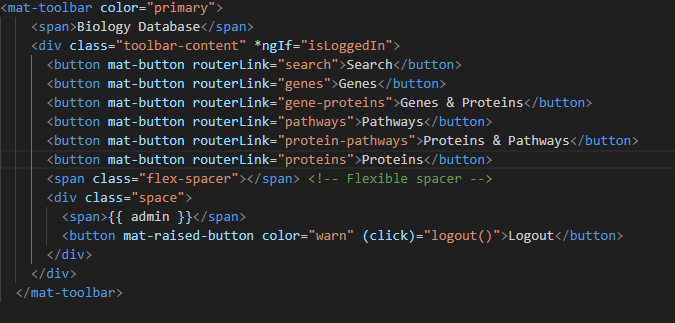 <mat-toolbar color="primary">
<span>Biology Database</span>
<div class="toolbar-content" *ngIf="isLoggedIn">
<button mat-button routerLink="search">Search</button>
<button mat-button routerLink="genes">Genes</button>
<button mat-button routerLink="gene-proteins">Genes & Proteins</button>
<button mat-button routerLink="pathways">Pathways</button>
<button mat-button routerLink="protein-pathways">Proteins & Pathways</button>
<button mat-button routerLink="proteins">Proteins</button>
<span class="flex-spacer"></span> <!-- Flexible spacer -->
<div class="space">
<span>{{ admin }}</span>
<button mat-raised-button color="warn" (click)="logout()">Logout</button>
</div>
</div>
</mat-toolbar>